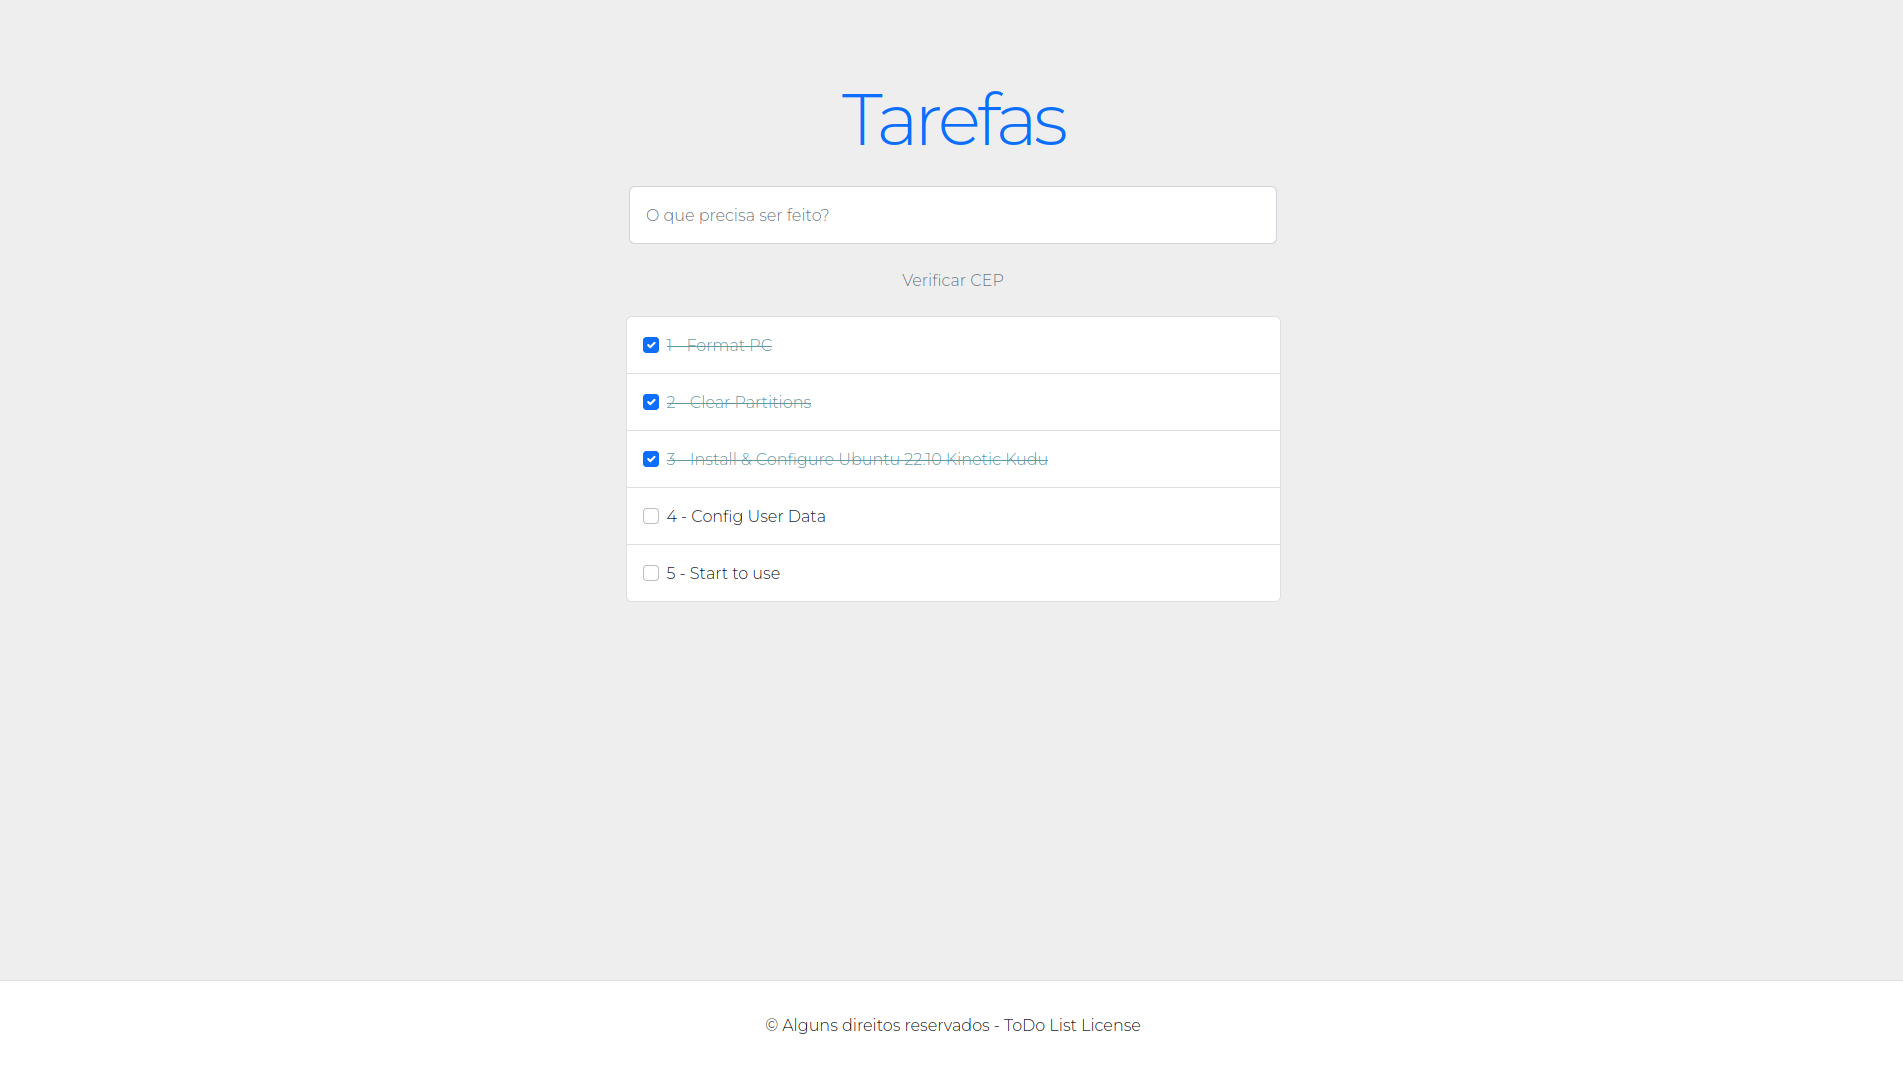 Tarefas
O que precisa ser feito?
Verificar CEP
1 - Format PC
2 - Clear Partitions
3 - Install & Configure Ubuntu 22.10 Kinetic Kudu
4 - Config User Data
5 - Start to use
© Alguns direitos reservados - ToDo List License